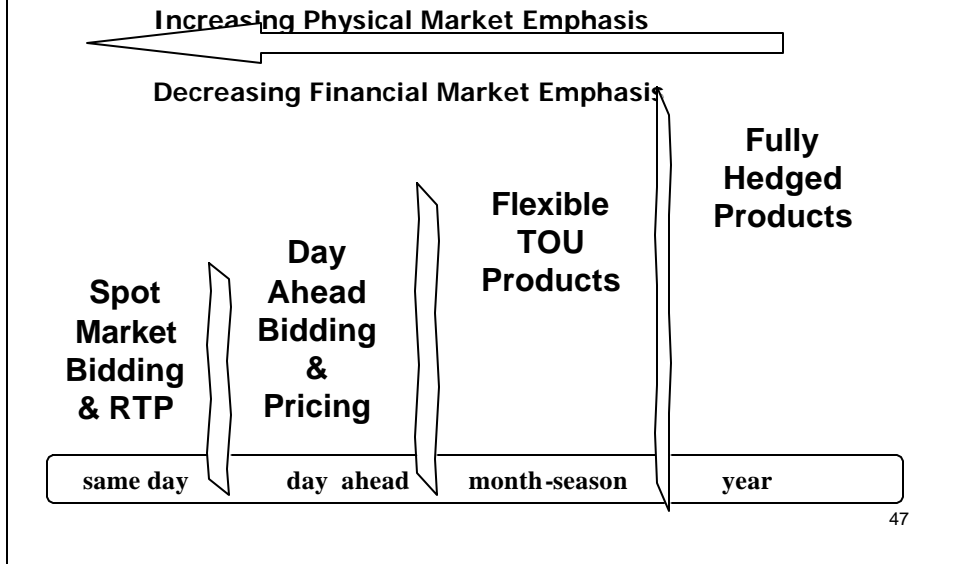 Increasing Physical Market Emphasis
Decreasing Financial Market Emphasis
Spot
Market
Bidding
& RTP
Day
Ahead
Bidding
&
Pricing
Flexible
TOU
Products
Fully
Hedged
Products
same day
day ahead
month-season
year
47